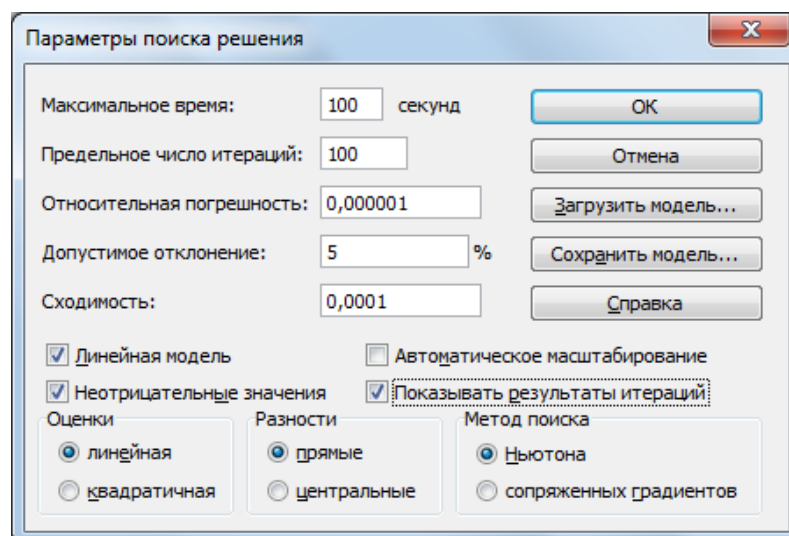 Параметры поиска решения
Максимальное время: 100 секунд OK
Предельное число итераций: 100 Отмена
Относительная погрешность: 0,000001 Загрузить модель...
Допустимое отклонение: 5 % Сохранить модель...
Сходимость: 0,0001 Справка
Линейная модель Автоматическое масштабирование
Неотрицательные значения Показывать результаты итераций
Оценки Разности Метод поиска
линейная прямые Ньютона
квадратичная центральные сопряженных градиентов